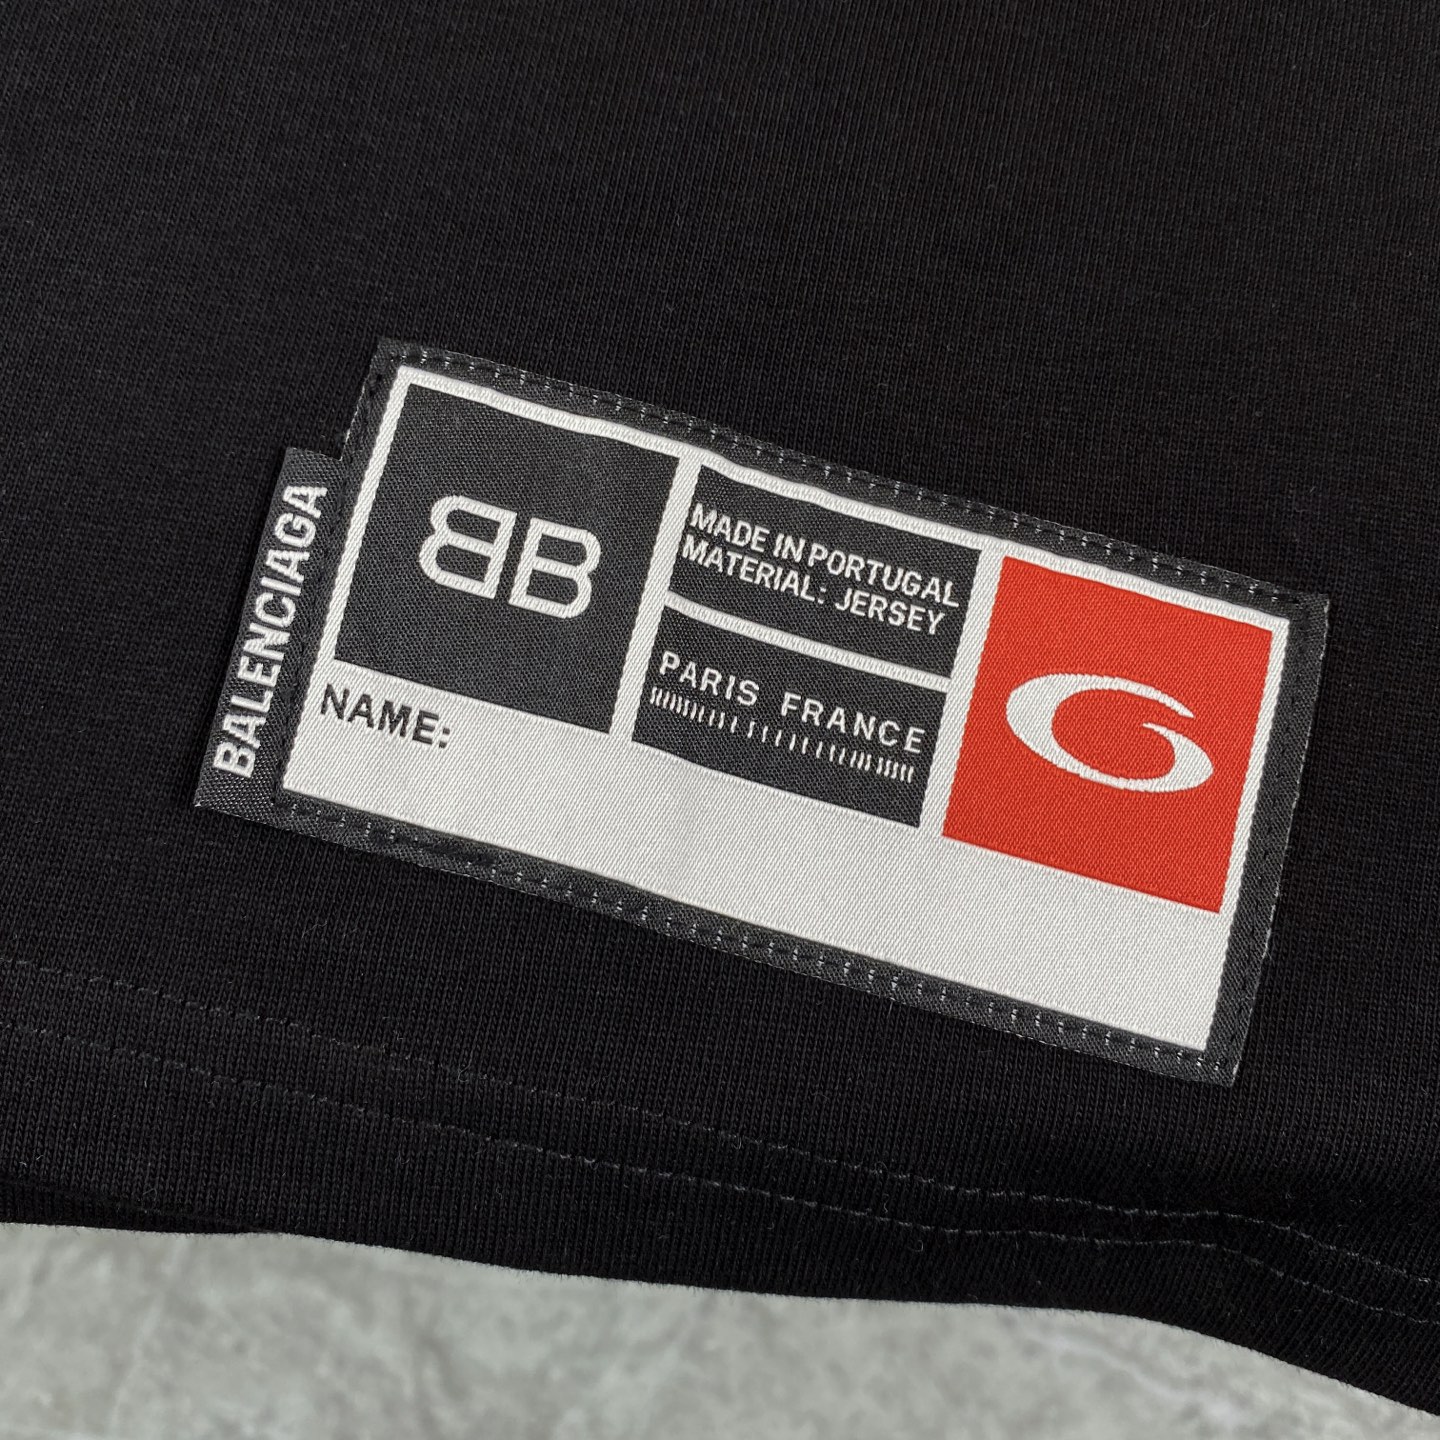 BALENCIAGA
BB
MADE IN PORTUGAL
MATERIAL: JERSEY
PARIS FRANCE
NAME:
G